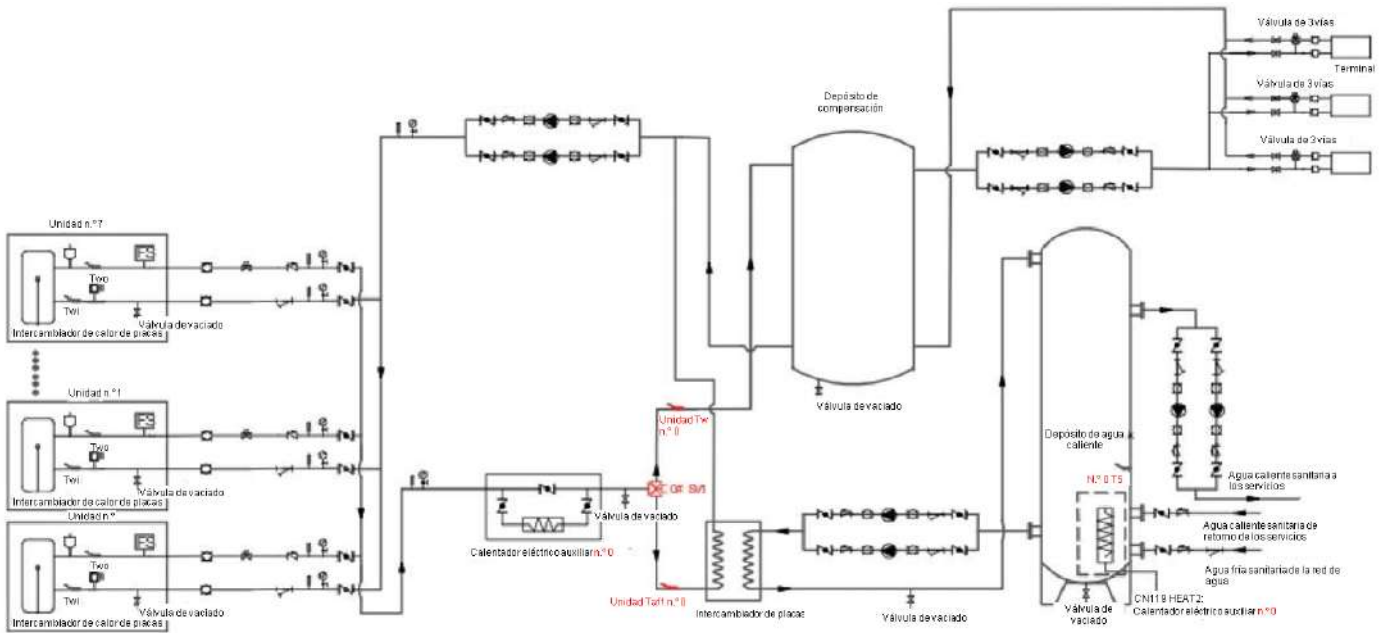 Válvula de 3 vías
Terminal
Válvula de 3 vías
Válvula de 3 vías
Depósito de
compensación
Válvula de vaciado
Unidad n.º 7
Two
Twi
Válvula de vaciado
Intercambiador de calor de placas
Unidad n.º 1
Two
Twi
Válvula de vaciado
Intercambiador de calor de placas
Unidad n.º
Two
Twi
Válvula de vaciado
Intercambiador de calor de placas
Unidad Tw
n.º 0
Válvula de vaciado
Calentador eléctrico auxiliar n.º 0
Unidad Taf1 n.º 0
Intercambiador de placas
Válvula de vaciado
Depósito de agua
caliente
N.º 0 T5
Agua caliente sanitaria a
los servicios
Agua caliente sanitaria de
retorno de los servicios
Agua fría sanitaria de la red de
agua
CN119 HEAT2:
Calentador eléctrico auxiliar n.º 0
Válvula de
vaciado